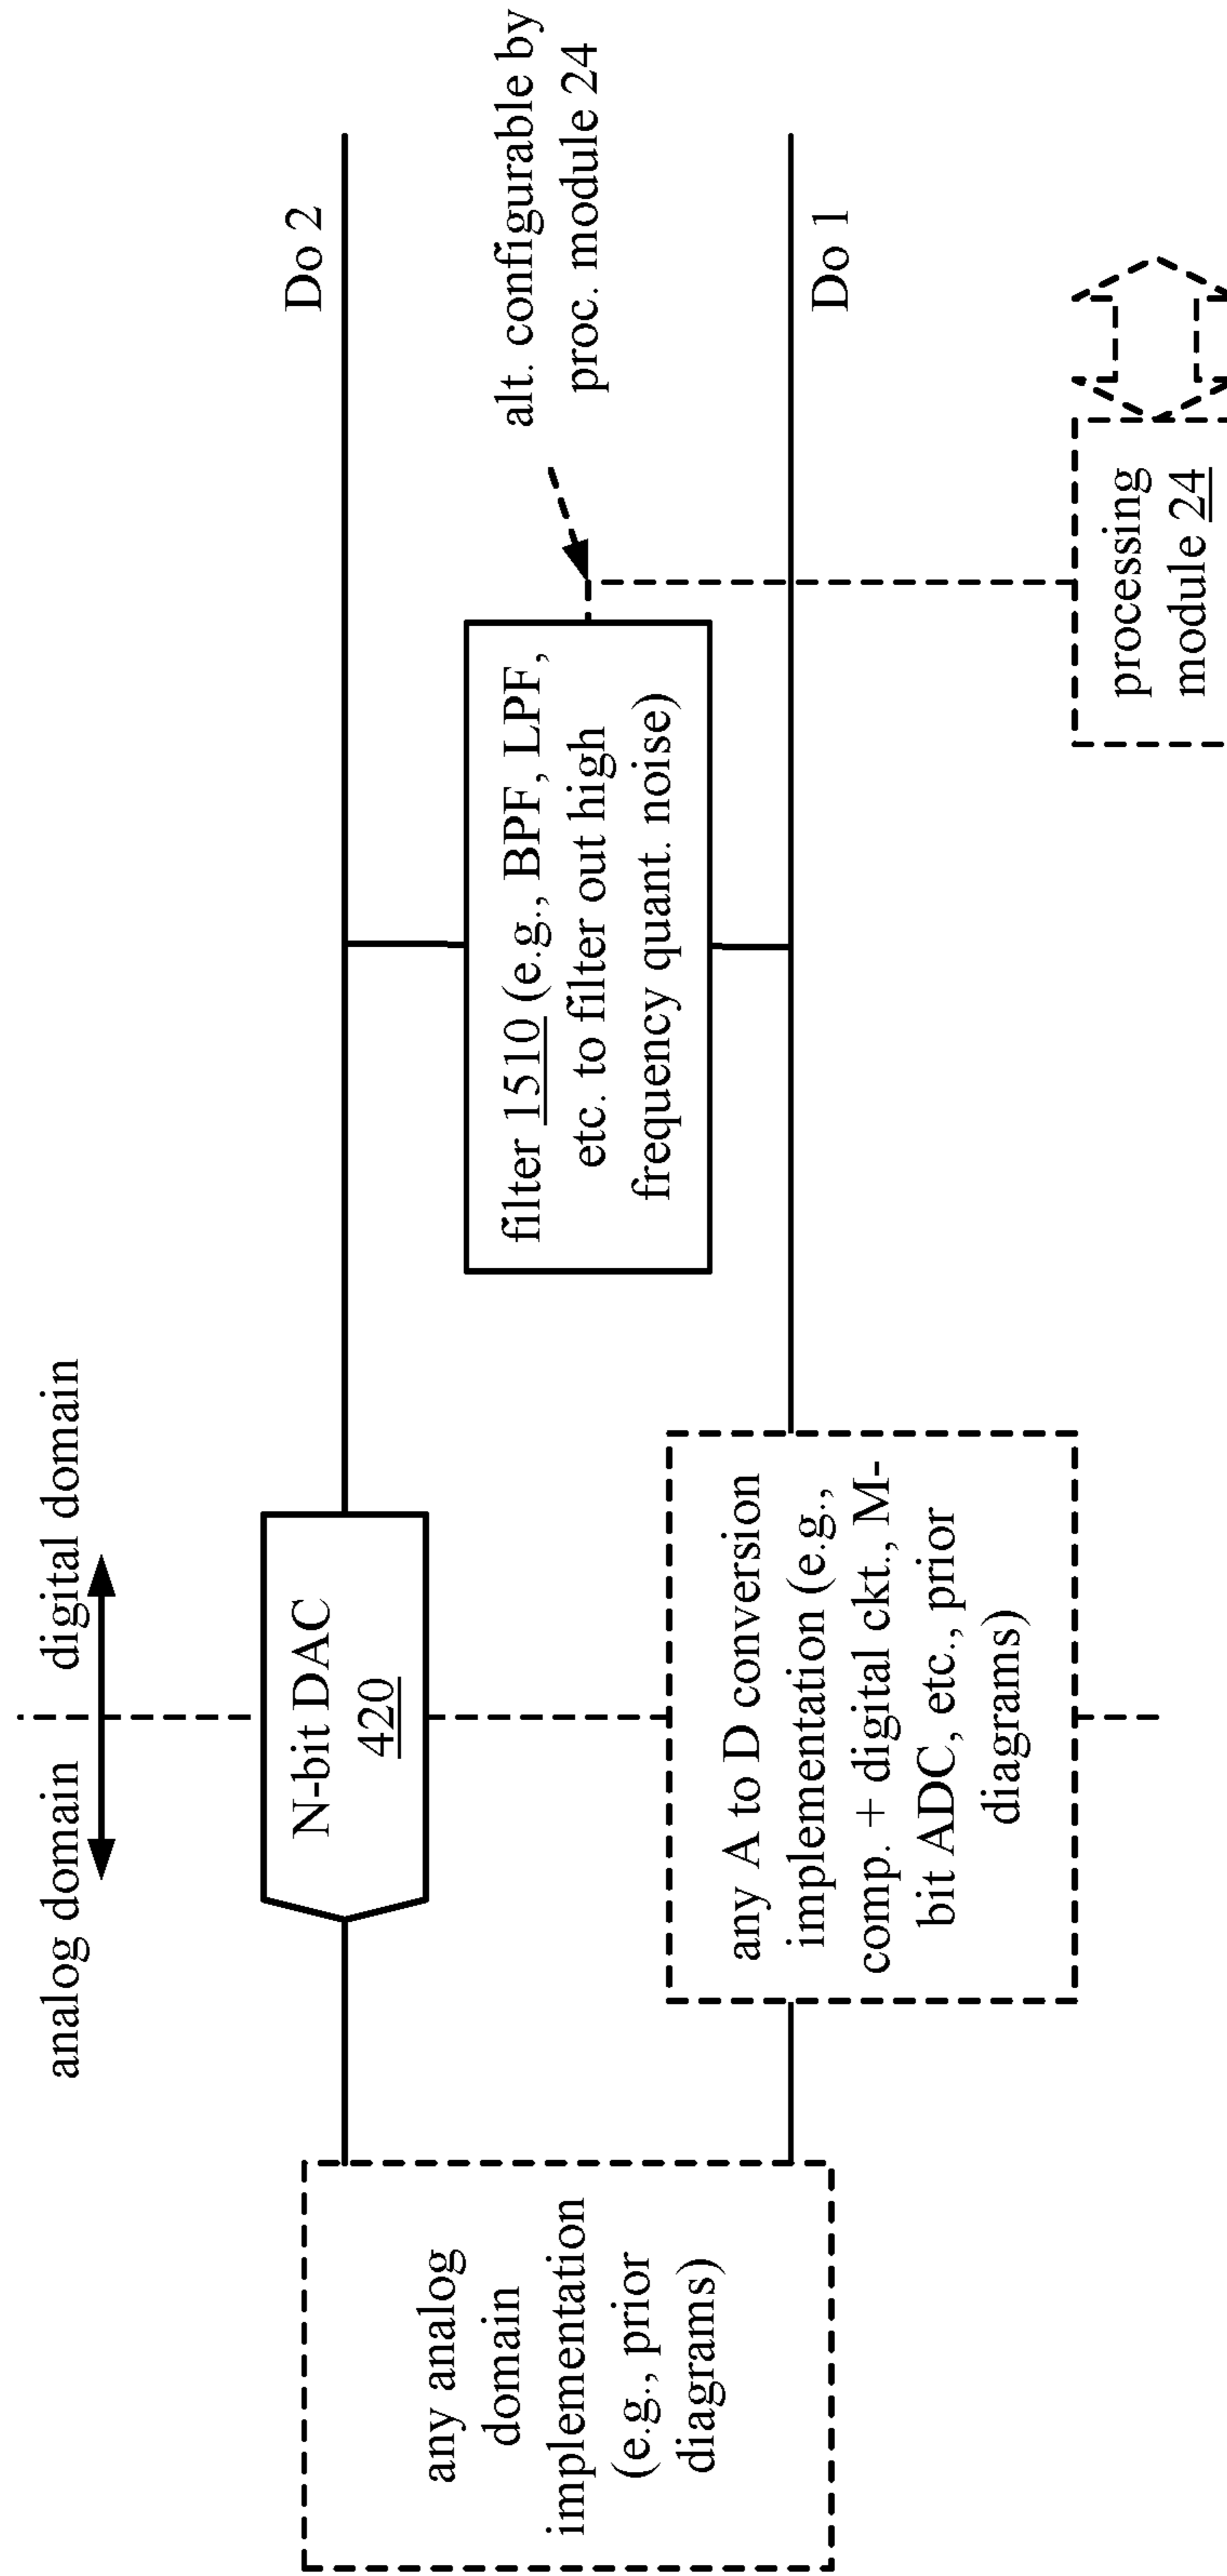 analog domain
digital domain
N-bit DAC
420
Do 2
any analog
domain
implementation
(e.g., prior
diagrams)
filter 1510 (e.g., BPF, LPF,
etc. to filter out high
frequency quant. noise)
alt. configurable by
proc. module 24
any A to D conversion
implementation (e.g.,
comp. + digital ckt., M-
bit ADC, etc., prior
diagrams)
Do 1
processing
module 24